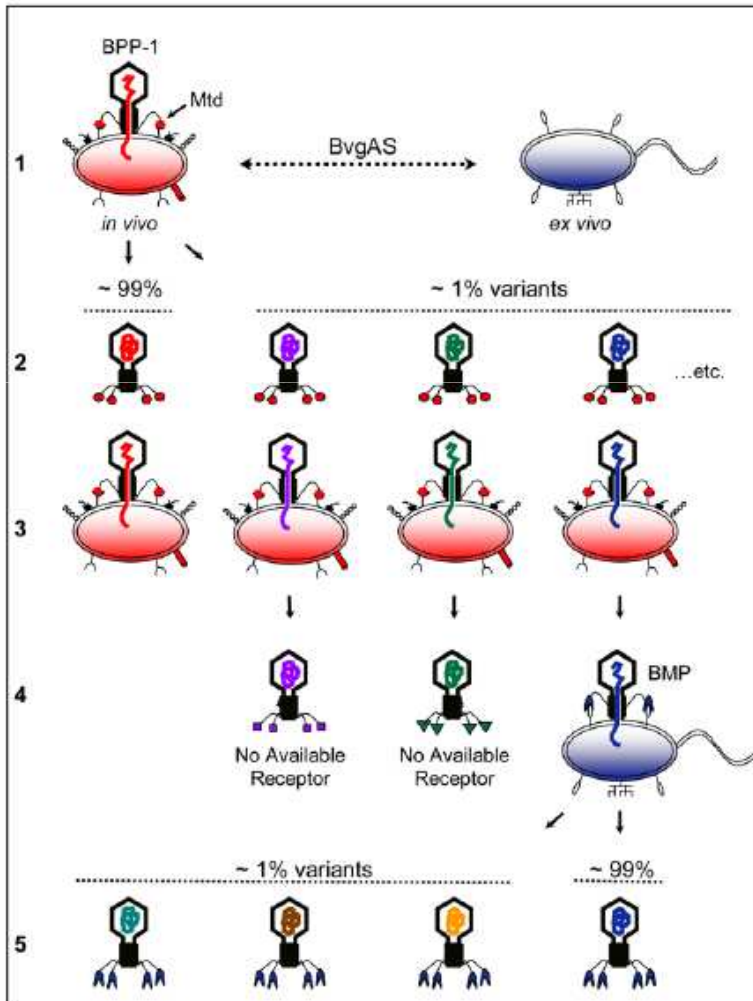 BPP-1
Mtd
1
BvgAS
in vivo
ex vivo
~ 99%
~ 1% variants
2
...etc.
3
4
BMP
No Available
Receptor
No Available
Receptor
~ 1% variants
~ 99%
5